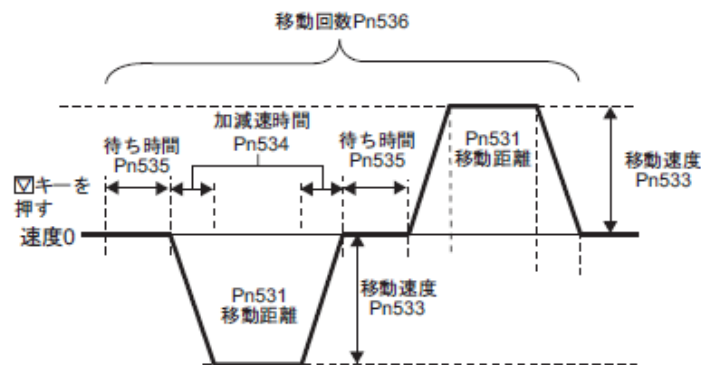 移動回数Pn536
加減速時間
Pn534
待ち時間
Pn535
待ち時間
Pn535
Pn531
移動距離
移動速度
Pn533
▽キーを
押す
速度0
Pn531
移動距離
移動速度
Pn533